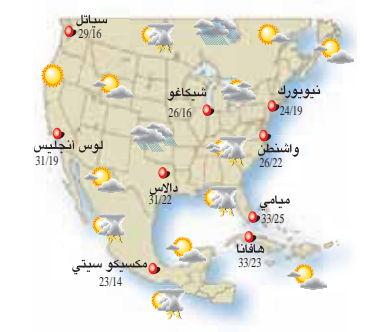 سياتل
29/16
شيكاغو
26/16
نيويورك
24/19
لوس أنجليس
31/19
واشنطن
26/22
دالاس
31/22
ميامي
33/25
هافانا
33/23
مكسيكو سيتي
23/14